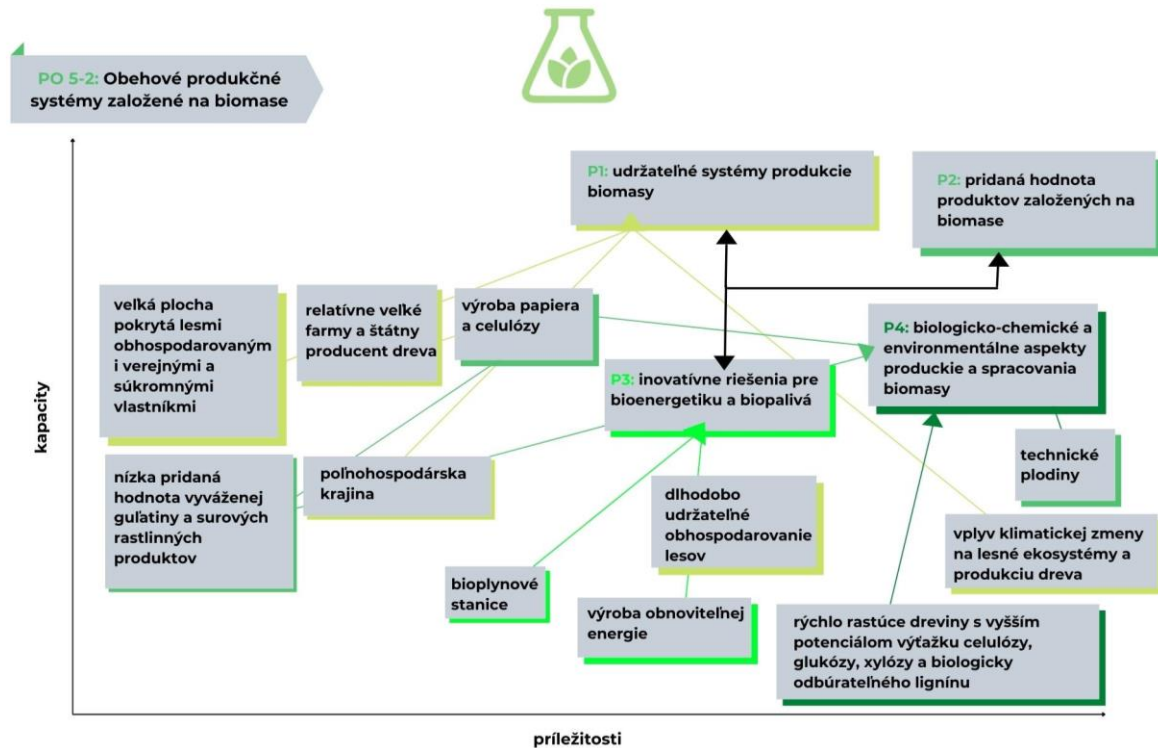 PO 5-2: Obehové produkčné
systémy založené na biomase
P1: udržateľné systémy produkcie
biomasy
P2: pridaná hodnota
produktov založených na
biomase
veľká plocha
pokrytá lesmi
obhospodarovaným
i verejnými a
súkromnými
vlastníkmi
relatívne veľké
farmy a štátny
producent dreva
výroba papiera
a celulózy
P4: biologicko-chemické a
environmentálne aspekty
produckie a spracovania
biomasy
P3: inovatívne riešenia pre
bioenergetiku a biopalivá
kapacity
nízka pridaná
hodnota vyváženej
guľatiny a surových
rastlinných
produktov
poľnohospodárska
krajina
technické
plodiny
dlhodobo
udržateľné
obhospodarovanie
lesov
vplyv klimatickej zmeny
na lesné ekosystémy a
produkciu dreva
bioplynové
stanice
výroba obnoviteľnej
energie
rýchlo rastúce dreviny s vyšším
potenciálom výťažku celulózy,
glukózy, xylózy a biologicky
odbúrateľného lignínu
príležitosti